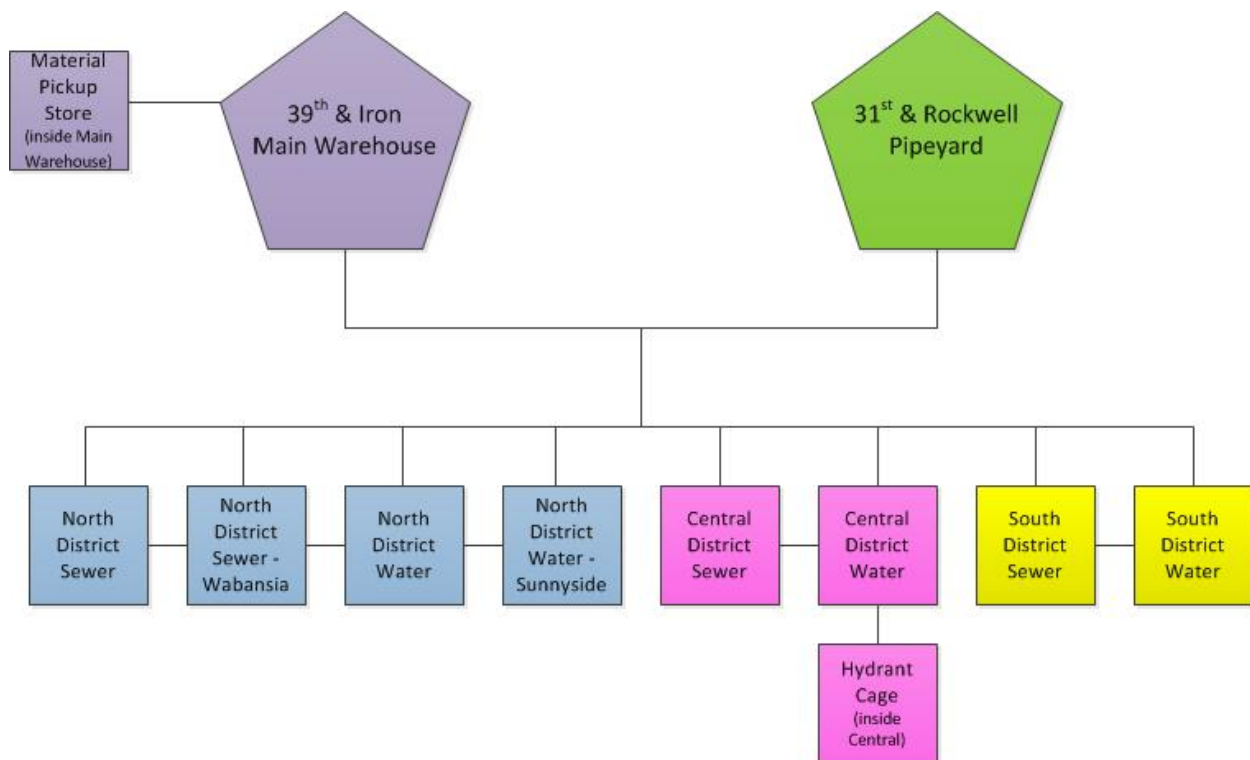 Material
Pickup
Store
(inside Main
Warehouse)
39th & Iron
Main Warehouse
31st & Rockwell
Pipeyard
North
District
Sewer
North
District
Sewer -
Wabansia
North
District
Water
North
District
Water -
Sunnyside
Central
District
Sewer
Central
District
Water
South
District
Sewer
South
District
Water
Hydrant
Cage
(inside
Central)